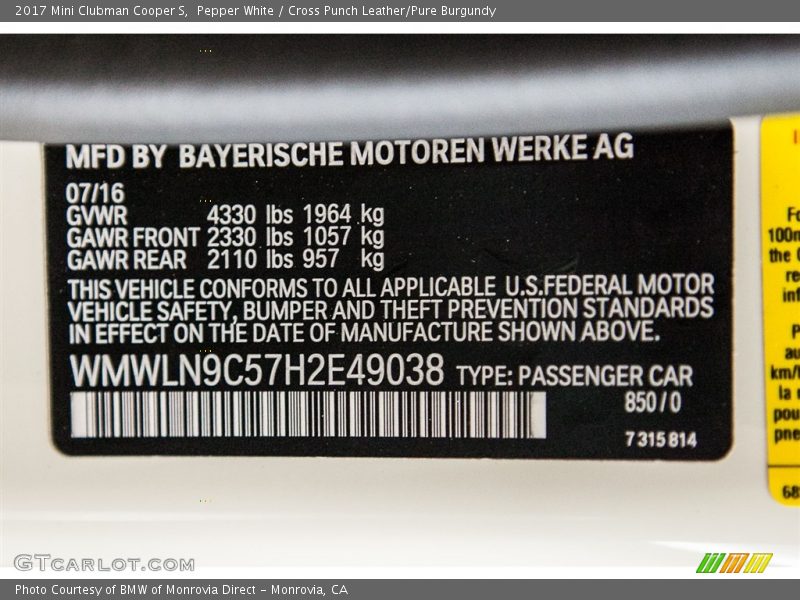 2017 Mini Clubman Cooper S,  Pepper White / Cross Punch Leather/Pure Burgundy
MFD BY BAYERISCHE MOTOREN WERKE AG
07/16
GVWR 4330 lbs 1964 kg
GAWR FRONT 2330 lbs 1057 kg
GAWR REAR 2110 lbs 957 kg
THIS VEHICLE CONFORMS TO ALL APPLICABLE U.S.FEDERAL MOTOR
VEHICLE SAFETY, BUMPER AND THEFT PREVENTION STANDARDS
IN EFFECT ON THE DATE OF MANUFACTURE SHOWN ABOVE.
WMWLN9C57H2E49038 TYPE: PASSENGER CAR
850/0
7 315 814
100m
the
km/
la
GTCARLOT.COM
Photo Courtesy of BMW of Monrovia Direct - Monrovia, CA